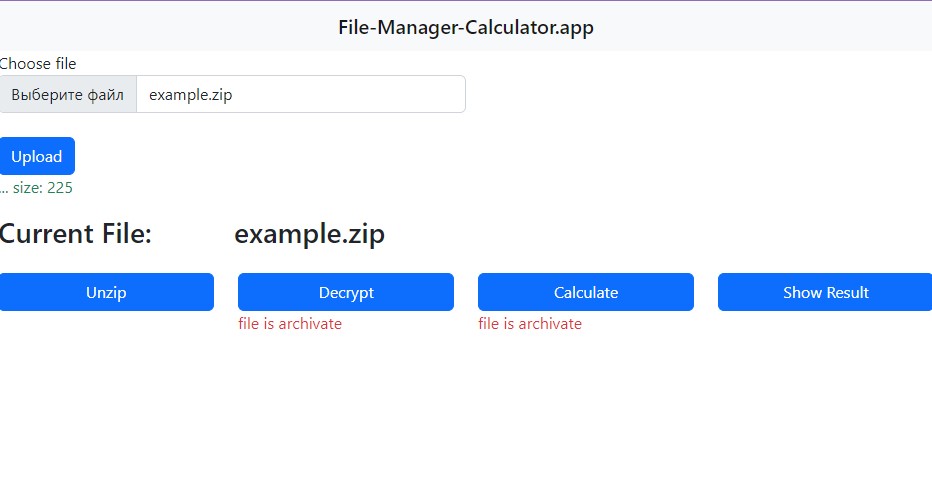 File-Manager-Calculator.app
Choose file
Выберите файл example.zip
Upload
... size: 225
Current File: example.zip
Unzip Decrypt Calculate Show Result
file is archivate file is archivate